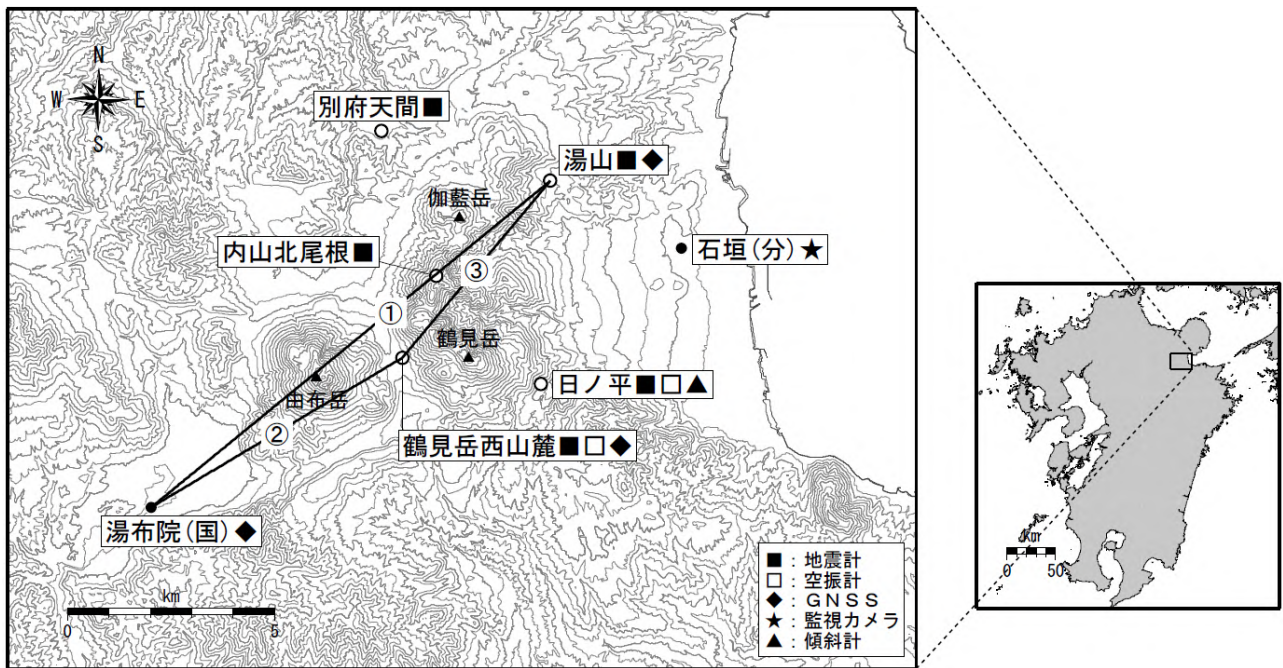 N
W E
S
別府天間■
湯山■◆
伽藍岳
内山北尾根■
石垣(分)★
③
①
鶴見岳
日ノ平■□▲
由布岳
②
鶴見岳西山麓■□◆
湯布院(国)◆
km
0 5
■:地震計
□:空振計
◆:GNSS
★:監視カメラ
▲:傾斜計
Km
0 50